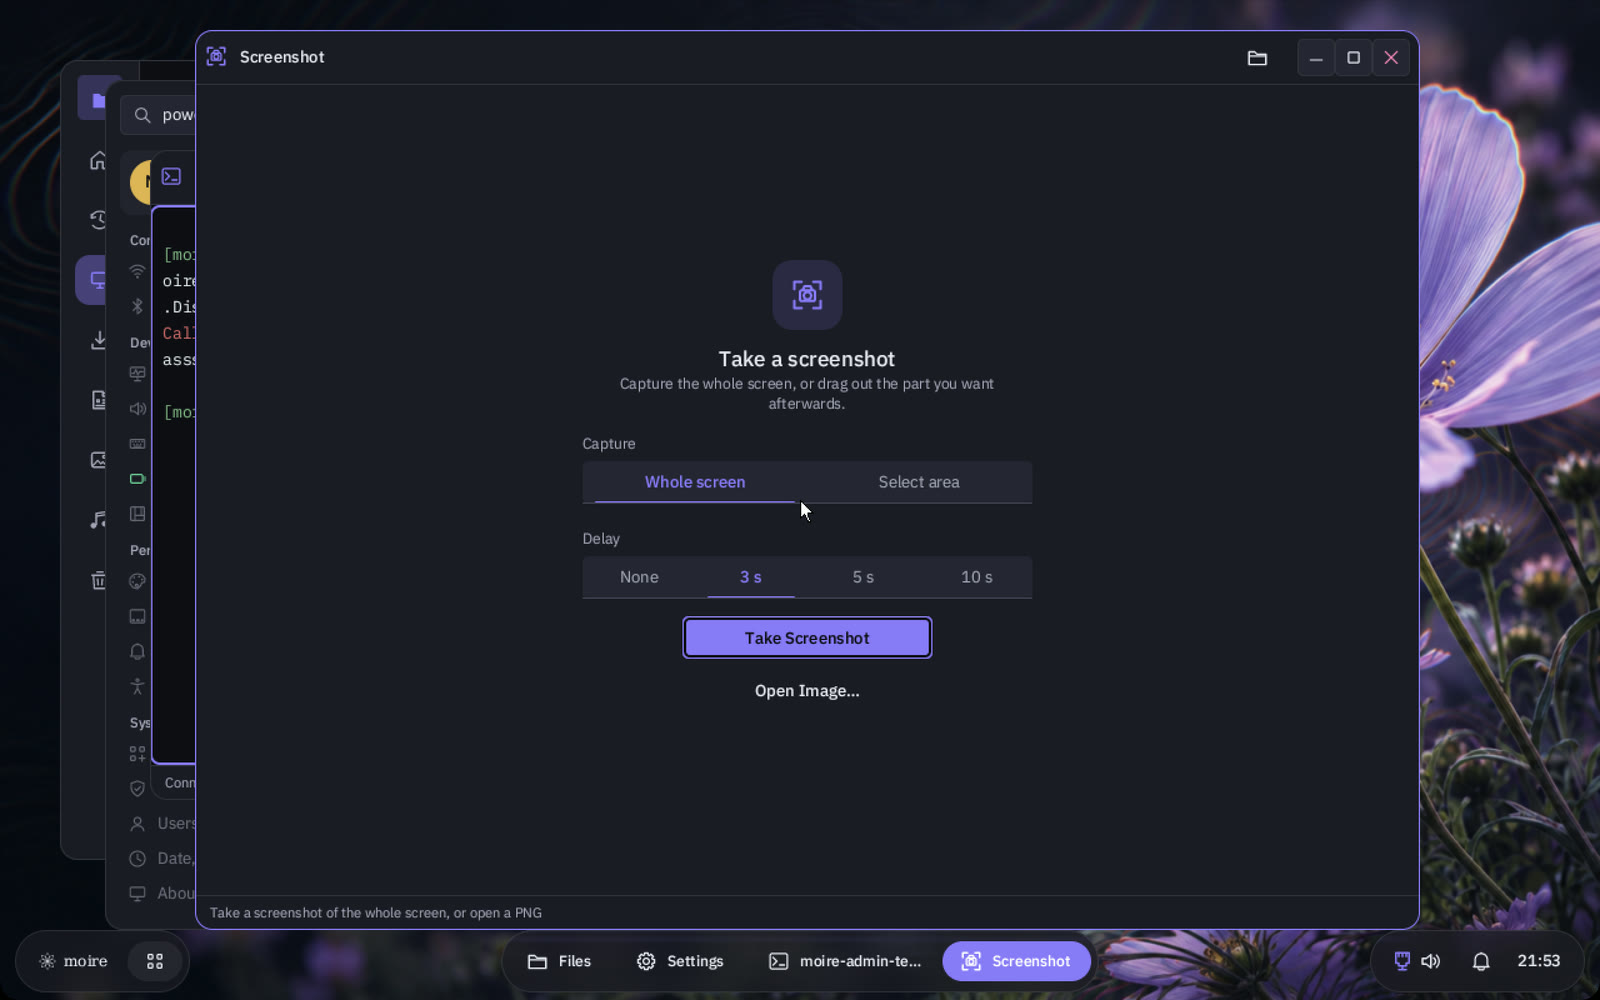 Screenshot
Take a screenshot
Capture the whole screen, or drag out the part you want
afterwards.
Capture
Whole screen
Select area
Delay
None
3 s
5 s
10 s
Take Screenshot
Open Image...
Take a screenshot of the whole screen, or open a PNG
Users
Date,
moire
Files
Settings
moire-admin-te...
Screenshot
21:53